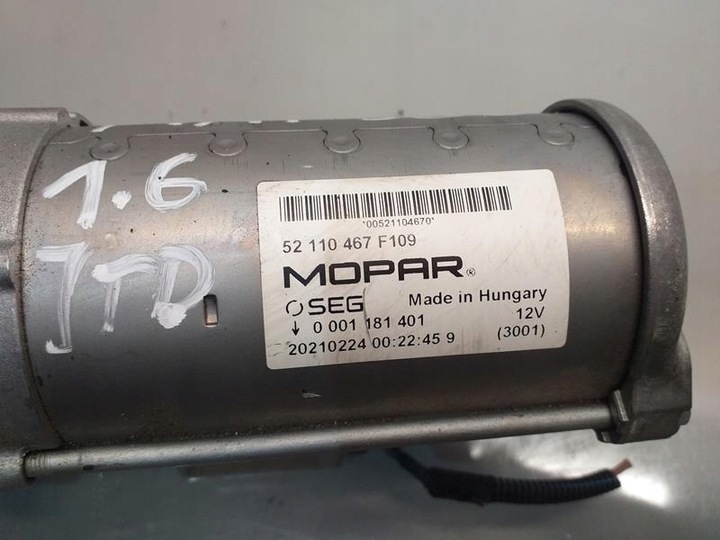 1.6
JTD
*00521104670*
52 110 467 F109
MOPAR®
SEG Made in Hungary
0 001 181 401 12V
20210224 00:22:45 9 (3001)